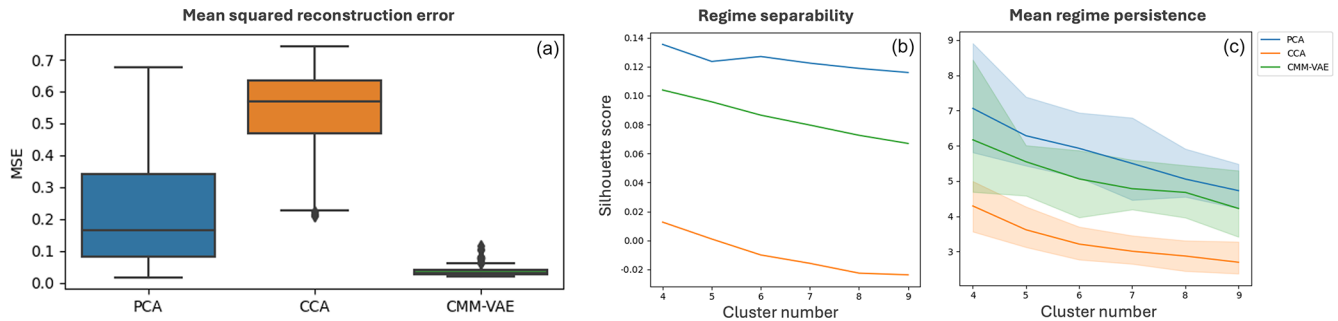 Mean squared reconstruction error
(a)
MSE
0.7
0.6
0.5
0.4
0.3
0.2
0.1
0.0
PCA CCA CMM-VAE
Regime separability
(b)
Silhouette score
0.14
0.12
0.10
0.08
0.06
0.04
0.02
0.00
-0.02
4 5 6 7 8 9
Cluster number
Mean regime persistence
(c)
9
8
7
6
5
4
3
4 5 6 7 8 9
Cluster number
PCA
CCA
CMM-VAE